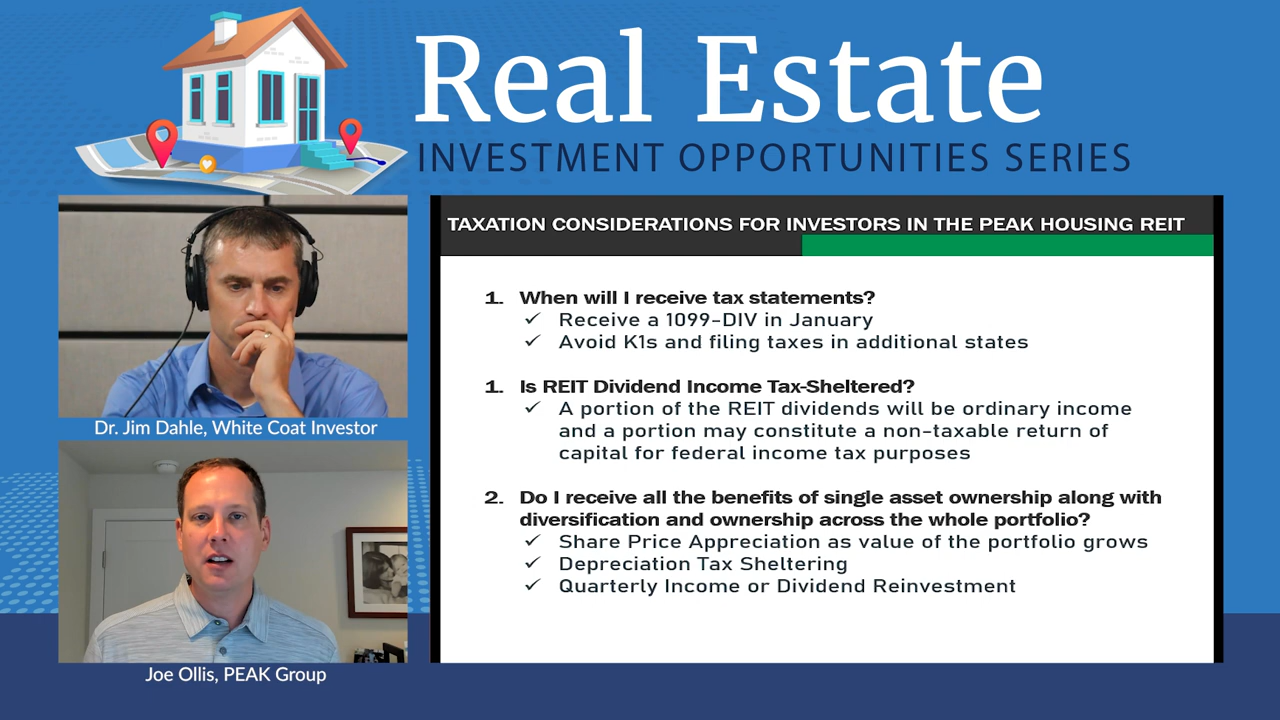 Real Estate
INVESTMENT OPPORTUNITIES SERIES
Dr. Jim Dahle, White Coat Investor
Joe Ollis, PEAK Group
TAXATION CONSIDERATIONS FOR INVESTORS IN THE PEAK HOUSING REIT
1. When will I receive tax statements?
✓ Receive a 1099-DIV in January
✓ Avoid K1s and filing taxes in additional states
1. Is REIT Dividend Income Tax-Sheltered?
✓ A portion of the REIT dividends will be ordinary income
and a portion may constitute a non-taxable return of
capital for federal income tax purposes
2. Do I receive all the benefits of single asset ownership along with
diversification and ownership across the whole portfolio?
✓ Share Price Appreciation as value of the portfolio grows
✓ Depreciation Tax Sheltering
✓ Quarterly Income or Dividend Reinvestment